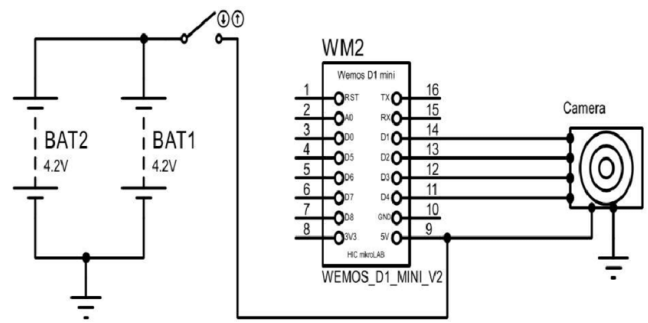 WM2
Wemos D1 mini
1 RST TX 16
2 A0 RX 15
3 D0 D1 14
4 D5 D2 13
5 D6 D3 12
6 D7 D4 11
7 D8 GND 10
8 3V3 5V 9
HIC mikroLAB
WEMOS_D1_MINI_V2
BAT2
4.2V
BAT1
4.2V
Camera